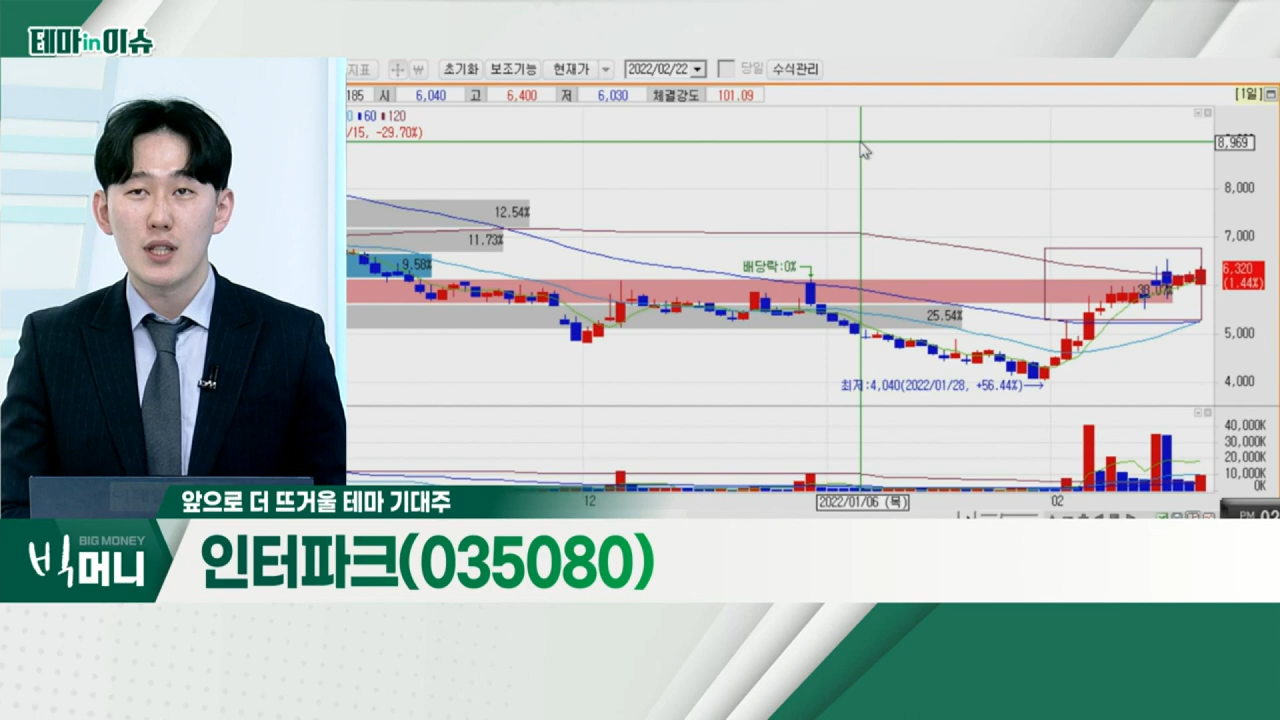 테마in이슈
지표 초기화 보조기능 현재가 2022/02/22 당일 수식관리
185 시 6,040 고 6,400 저 6,030 체결강도 101.09 [1일]
0 60 120
/15, -29.70%)
8,969
8,000
12.54%
7,000
11.73%
9.58%
배당락:0%
6,320
(1.44%)
25.54%
5,000
최저:4,040(2022/01/28, +56.44%)→
4,000
40,000K
30,000K
20,000K
10,000K
0K
12 2022/01/06 (목) 02
앞으로 더 뜨거울 테마 기대주
빅머니 BIG MONEY
인터파크(035080)